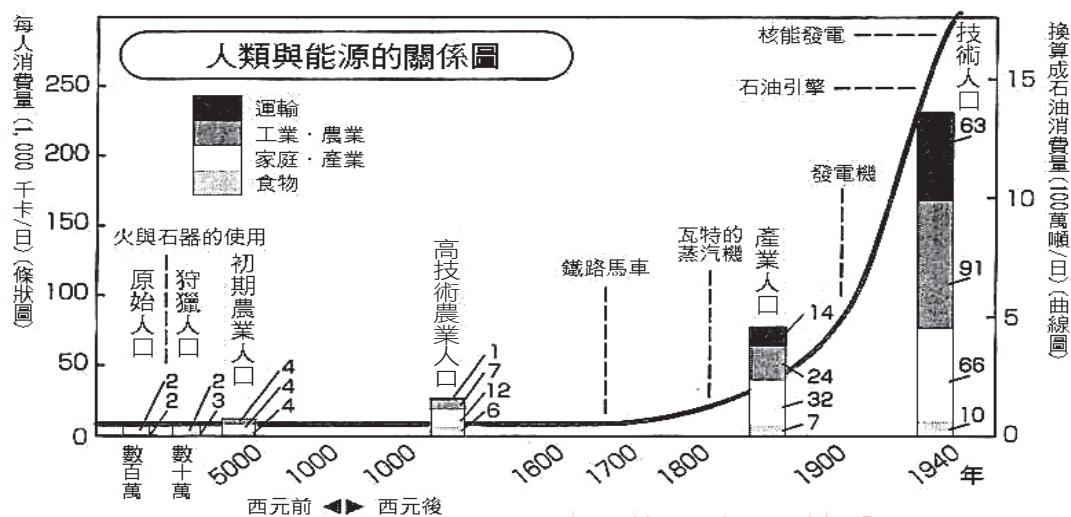 人類與能源的關係圖
每人消費量(1,000 千卡/日)(條狀圖)
換算成石油消費量(100萬噸/日)(曲線圖)
運輸
工業・農業
家庭・產業
食物
250
200
150
100
50
0
15
10
5
0
核能發電
石油引擎
發電機
瓦特的
蒸汽機
鐵路馬車
火與石器的使用
原始人口
狩獵人口
初期農業人口
高技術農業人口
產業人口
技術人口
2
2
2
3
4
4
4
1
7
12
6
14
24
32
7
63
91
66
10
數百萬
數十萬
5000
1000
1000
1600
1700
1800
1900
1940
年
西元前 ◀▶ 西元後